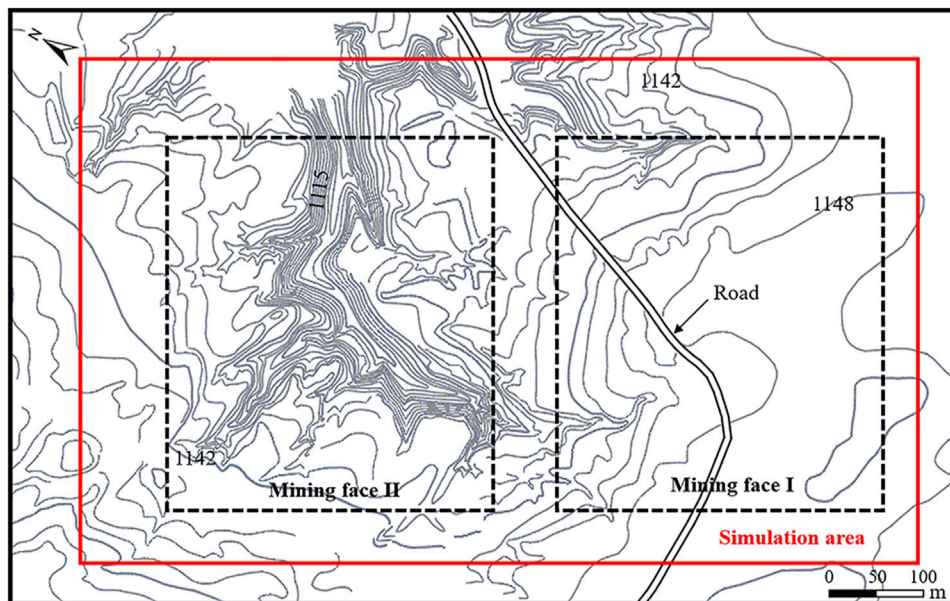 N
1142
1115
1148
Road
1142
Mining face II
Mining face I
Simulation area
0 50 100
m